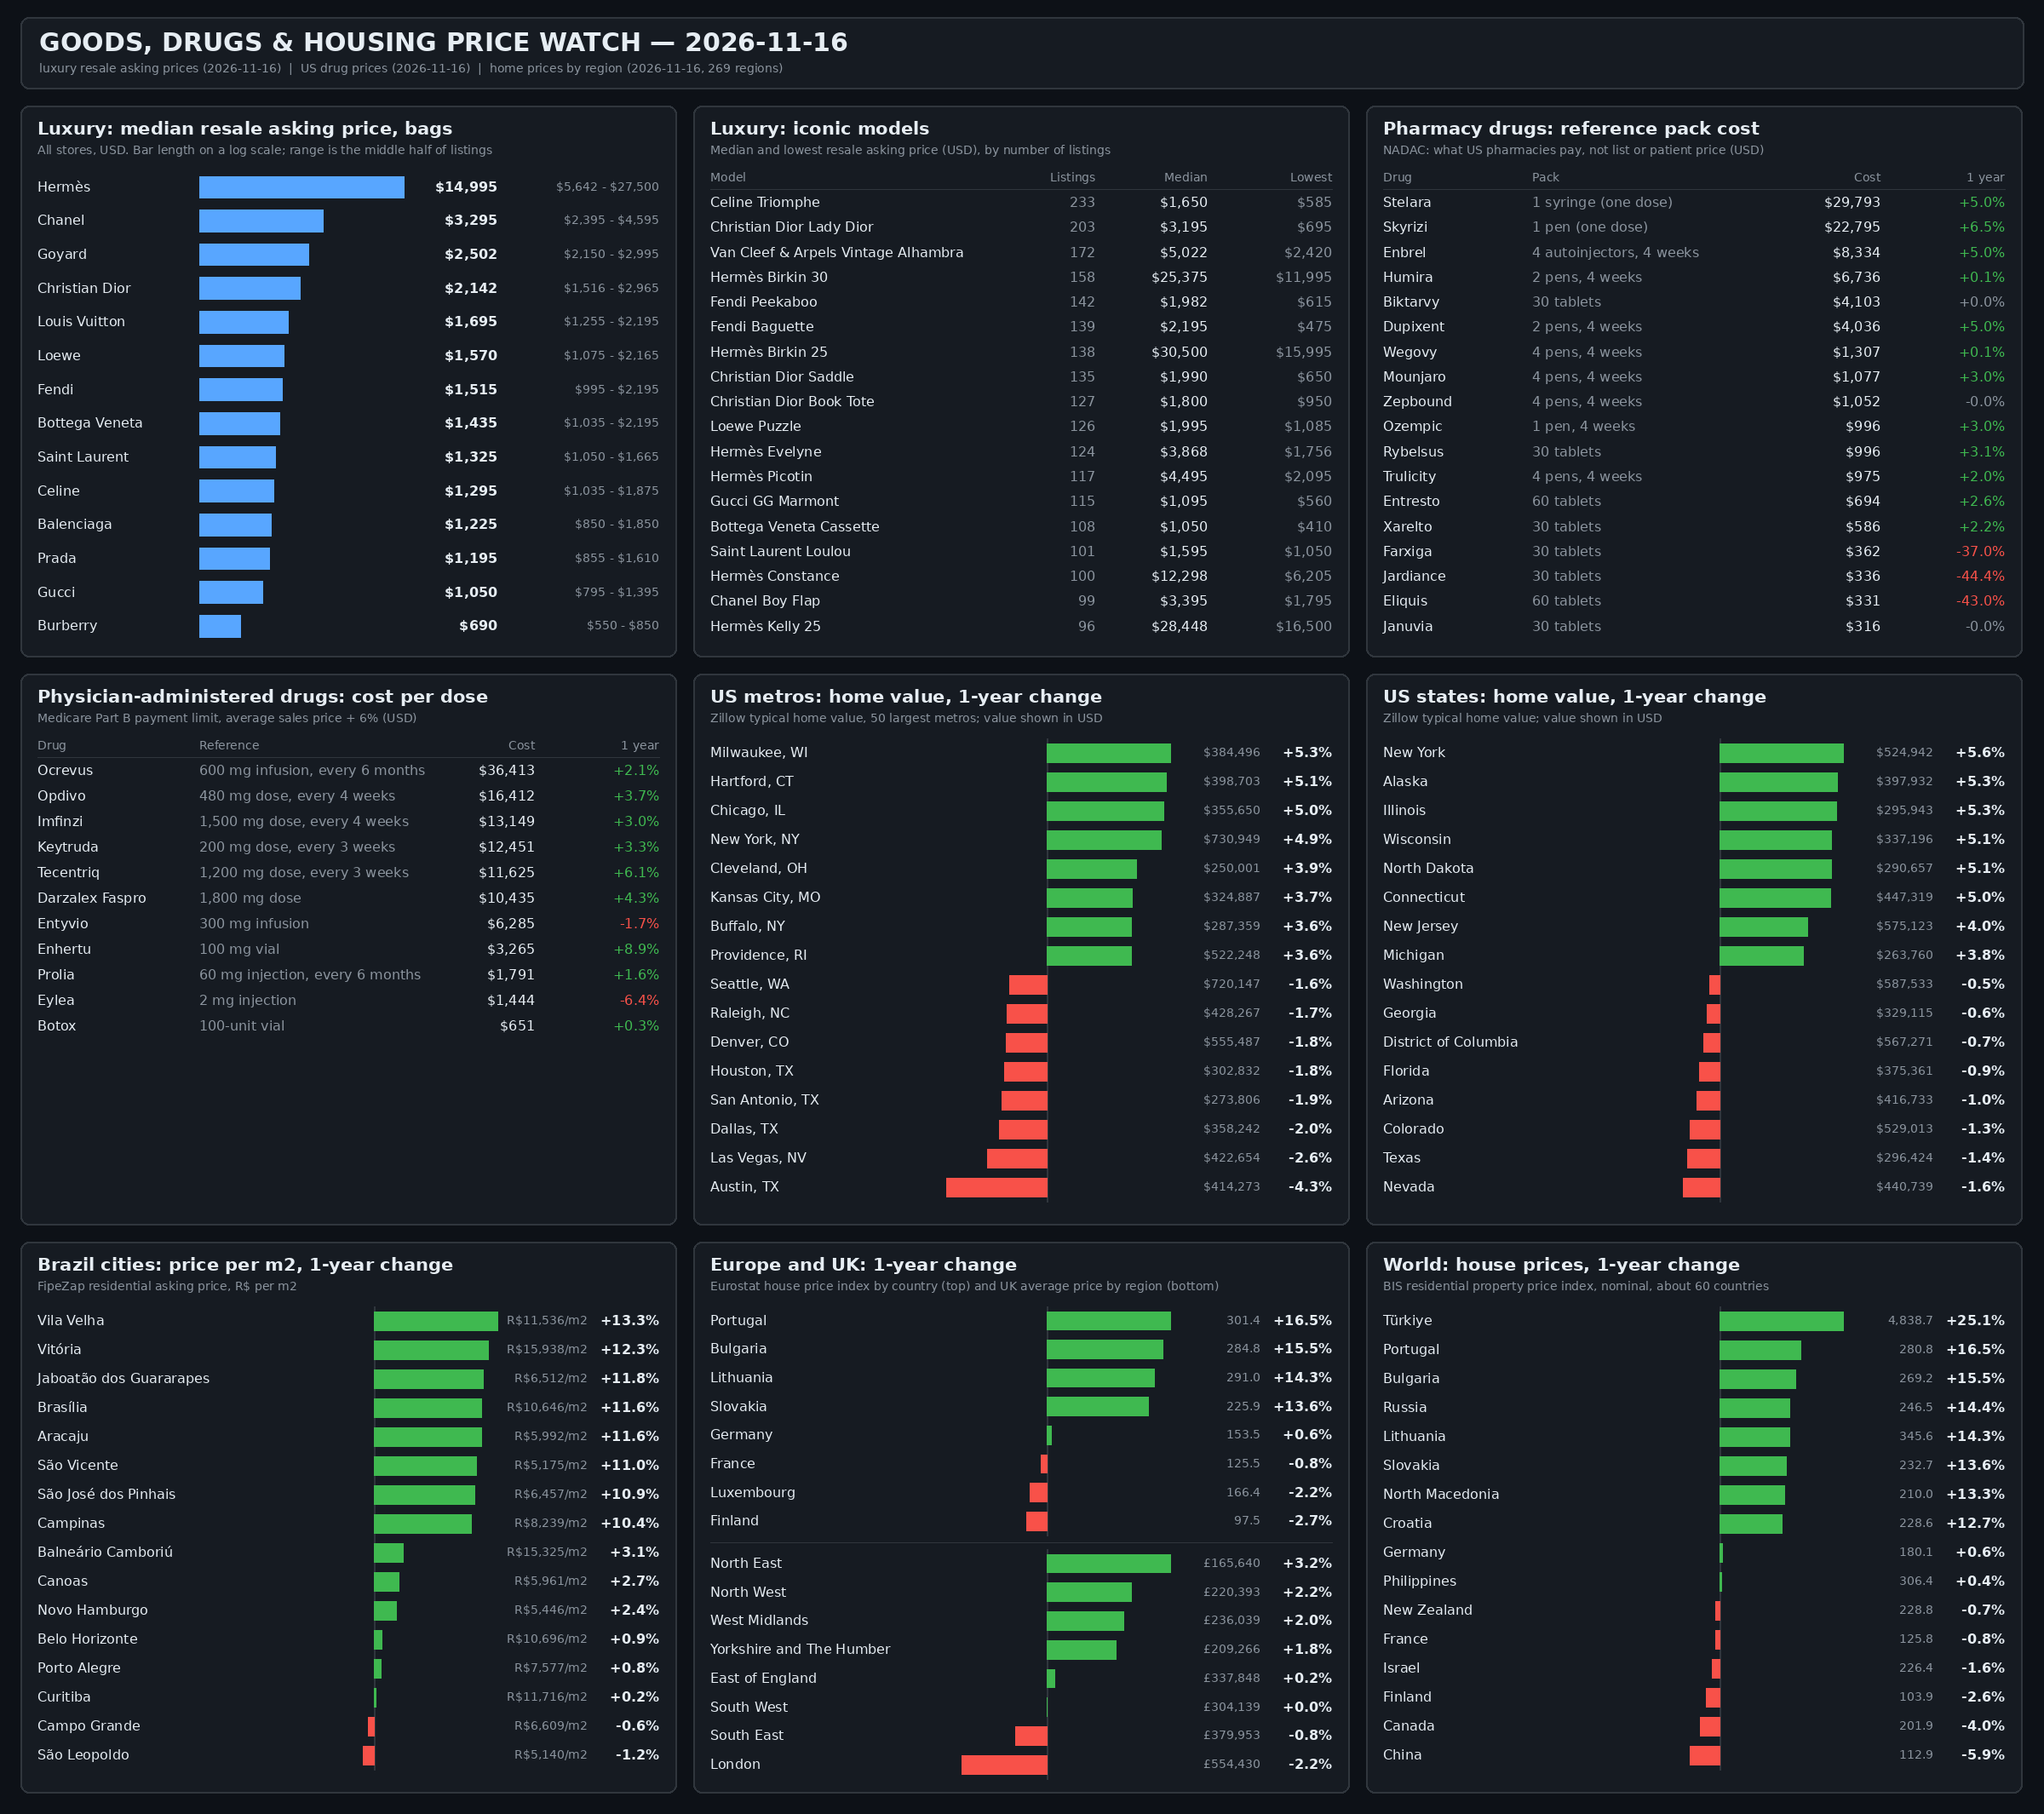 GOODS, DRUGS & HOUSING PRICE WATCH — 2026-11-16
luxury resale asking prices (2026-11-16) | US drug prices (2026-11-16) | home prices by region (2026-11-16, 269 regions)
Luxury: median resale asking price, bags
All stores, USD. Bar length on a log scale; range is the middle half of listings
Hermès $14,995 $5,642 - $27,500
Chanel $3,295 $2,395 - $4,595
Goyard $2,502 $2,150 - $2,995
Christian Dior $2,142 $1,516 - $2,965
Louis Vuitton $1,695 $1,255 - $2,195
Loewe $1,570 $1,075 - $2,165
Fendi $1,515 $995 - $2,195
Bottega Veneta $1,435 $1,035 - $2,195
Saint Laurent $1,325 $1,050 - $1,665
Celine $1,295 $1,035 - $1,875
Balenciaga $1,225 $850 - $1,850
Prada $1,195 $855 - $1,610
Gucci $1,050 $795 - $1,395
Burberry $690 $550 - $850
Luxury: iconic models
Median and lowest resale asking price (USD), by number of listings
Model Listings Median Lowest
Celine Triomphe 233 $1,650 $585
Christian Dior Lady Dior 203 $3,195 $695
Van Cleef & Arpels Vintage Alhambra 172 $5,022 $2,420
Hermès Birkin 30 158 $25,375 $11,995
Fendi Peekaboo 142 $1,982 $615
Fendi Baguette 139 $2,195 $475
Hermès Birkin 25 138 $30,500 $15,995
Christian Dior Saddle 135 $1,990 $650
Christian Dior Book Tote 127 $1,800 $950
Loewe Puzzle 126 $1,995 $1,085
Hermès Evelyne 124 $3,868 $1,756
Hermès Picotin 117 $4,495 $2,095
Gucci GG Marmont 115 $1,095 $560
Bottega Veneta Cassette 108 $1,050 $410
Saint Laurent Loulou 101 $1,595 $1,050
Hermès Constance 100 $12,298 $6,205
Chanel Boy Flap 99 $3,395 $1,795
Hermès Kelly 25 96 $28,448 $16,500
Pharmacy drugs: reference pack cost
NADAC: what US pharmacies pay, not list or patient price (USD)
Drug Pack Cost 1 year
Stelara 1 syringe (one dose) $29,793 +5.0%
Skyrizi 1 pen (one dose) $22,795 +6.5%
Enbrel 4 autoinjectors, 4 weeks $8,334 +5.0%
Humira 2 pens, 4 weeks $6,736 +0.1%
Biktarvy 30 tablets $4,103 +0.0%
Dupixent 2 pens, 4 weeks $4,036 +5.0%
Wegovy 4 pens, 4 weeks $1,307 +0.1%
Mounjaro 4 pens, 4 weeks $1,077 +3.0%
Zepbound 4 pens, 4 weeks $1,052 -0.0%
Ozempic 1 pen, 4 weeks $996 +3.0%
Rybelsus 30 tablets $996 +3.1%
Trulicity 4 pens, 4 weeks $975 +2.0%
Entresto 60 tablets $694 +2.6%
Xarelto 30 tablets $586 +2.2%
Farxiga 30 tablets $362 -37.0%
Jardiance 30 tablets $336 -44.4%
Eliquis 60 tablets $331 -43.0%
Januvia 30 tablets $316 -0.0%
Physician-administered drugs: cost per dose
Medicare Part B payment limit, average sales price + 6% (USD)
Drug Reference Cost 1 year
Ocrevus 600 mg infusion, every 6 months $36,413 +2.1%
Opdivo 480 mg dose, every 4 weeks $16,412 +3.7%
Imfinzi 1,500 mg dose, every 4 weeks $13,149 +3.0%
Keytruda 200 mg dose, every 3 weeks $12,451 +3.3%
Tecentriq 1,200 mg dose, every 3 weeks $11,625 +6.1%
Darzalex Faspro 1,800 mg dose $10,435 +4.3%
Entyvio 300 mg infusion $6,285 -1.7%
Enhertu 100 mg vial $3,265 +8.9%
Prolia 60 mg injection, every 6 months $1,791 +1.6%
Eylea 2 mg injection $1,444 -6.4%
Botox 100-unit vial $651 +0.3%
US metros: home value, 1-year change
Zillow typical home value, 50 largest metros; value shown in USD
Milwaukee, WI $384,496 +5.3%
Hartford, CT $398,703 +5.1%
Chicago, IL $355,650 +5.0%
New York, NY $730,949 +4.9%
Cleveland, OH $250,001 +3.9%
Kansas City, MO $324,887 +3.7%
Buffalo, NY $287,359 +3.6%
Providence, RI $522,248 +3.6%
Seattle, WA $720,147 -1.6%
Raleigh, NC $428,267 -1.7%
Denver, CO $555,487 -1.8%
Houston, TX $302,832 -1.8%
San Antonio, TX $273,806 -1.9%
Dallas, TX $358,242 -2.0%
Las Vegas, NV $422,654 -2.6%
Austin, TX $414,273 -4.3%
US states: home value, 1-year change
Zillow typical home value; value shown in USD
New York $524,942 +5.6%
Alaska $397,932 +5.3%
Illinois $295,943 +5.3%
Wisconsin $337,196 +5.1%
North Dakota $290,657 +5.1%
Connecticut $447,319 +5.0%
New Jersey $575,123 +4.0%
Michigan $263,760 +3.8%
Washington $587,533 -0.5%
Georgia $329,115 -0.6%
District of Columbia $567,271 -0.7%
Florida $375,361 -0.9%
Arizona $416,733 -1.0%
Colorado $529,013 -1.3%
Texas $296,424 -1.4%
Nevada $440,739 -1.6%
Brazil cities: price per m2, 1-year change
FipeZap residential asking price, R$ per m2
Vila Velha R$11,536/m2 +13.3%
Vitória R$15,938/m2 +12.3%
Jaboatão dos Guararapes R$6,512/m2 +11.8%
Brasília R$10,646/m2 +11.6%
Aracaju R$5,992/m2 +11.6%
São Vicente R$5,175/m2 +11.0%
São José dos Pinhais R$6,457/m2 +10.9%
Campinas R$8,239/m2 +10.4%
Balneário Camboriú R$15,325/m2 +3.1%
Canoas R$5,961/m2 +2.7%
Novo Hamburgo R$5,446/m2 +2.4%
Belo Horizonte R$10,696/m2 +0.9%
Porto Alegre R$7,577/m2 +0.8%
Curitiba R$11,716/m2 +0.2%
Campo Grande R$6,609/m2 -0.6%
São Leopoldo R$5,140/m2 -1.2%
Europe and UK: 1-year change
Eurostat house price index by country (top) and UK average price by region (bottom)
Portugal 301.4 +16.5%
Bulgaria 284.8 +15.5%
Lithuania 291.0 +14.3%
Slovakia 225.9 +13.6%
Germany 153.5 +0.6%
France 125.5 -0.8%
Luxembourg 166.4 -2.2%
Finland 97.5 -2.7%
North East £165,640 +3.2%
North West £220,393 +2.2%
West Midlands £236,039 +2.0%
Yorkshire and The Humber £209,266 +1.8%
East of England £337,848 +0.2%
South West £304,139 +0.0%
South East £379,953 -0.8%
London £554,430 -2.2%
World: house prices, 1-year change
BIS residential property price index, nominal, about 60 countries
Türkiye 4,838.7 +25.1%
Portugal 280.8 +16.5%
Bulgaria 269.2 +15.5%
Russia 246.5 +14.4%
Lithuania 345.6 +14.3%
Slovakia 232.7 +13.6%
North Macedonia 210.0 +13.3%
Croatia 228.6 +12.7%
Germany 180.1 +0.6%
Philippines 306.4 +0.4%
New Zealand 228.8 -0.7%
France 125.8 -0.8%
Israel 226.4 -1.6%
Finland 103.9 -2.6%
Canada 201.9 -4.0%
China 112.9 -5.9%